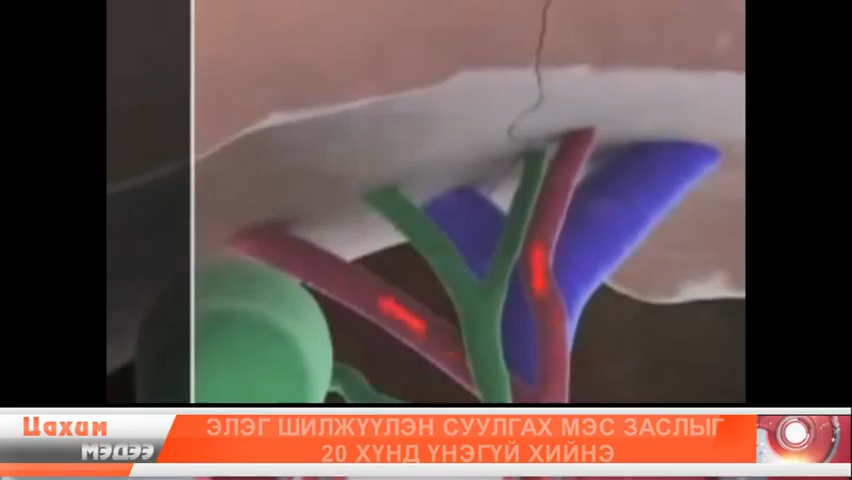 Цахим
МЭДЭЭ
ЭЛЭГ ШИЛЖҮҮЛЭН СУУЛГАХ МЭС ЗАСЛЫГ
20 ХҮНД ҮНЭГҮЙ ХИЙНЭ